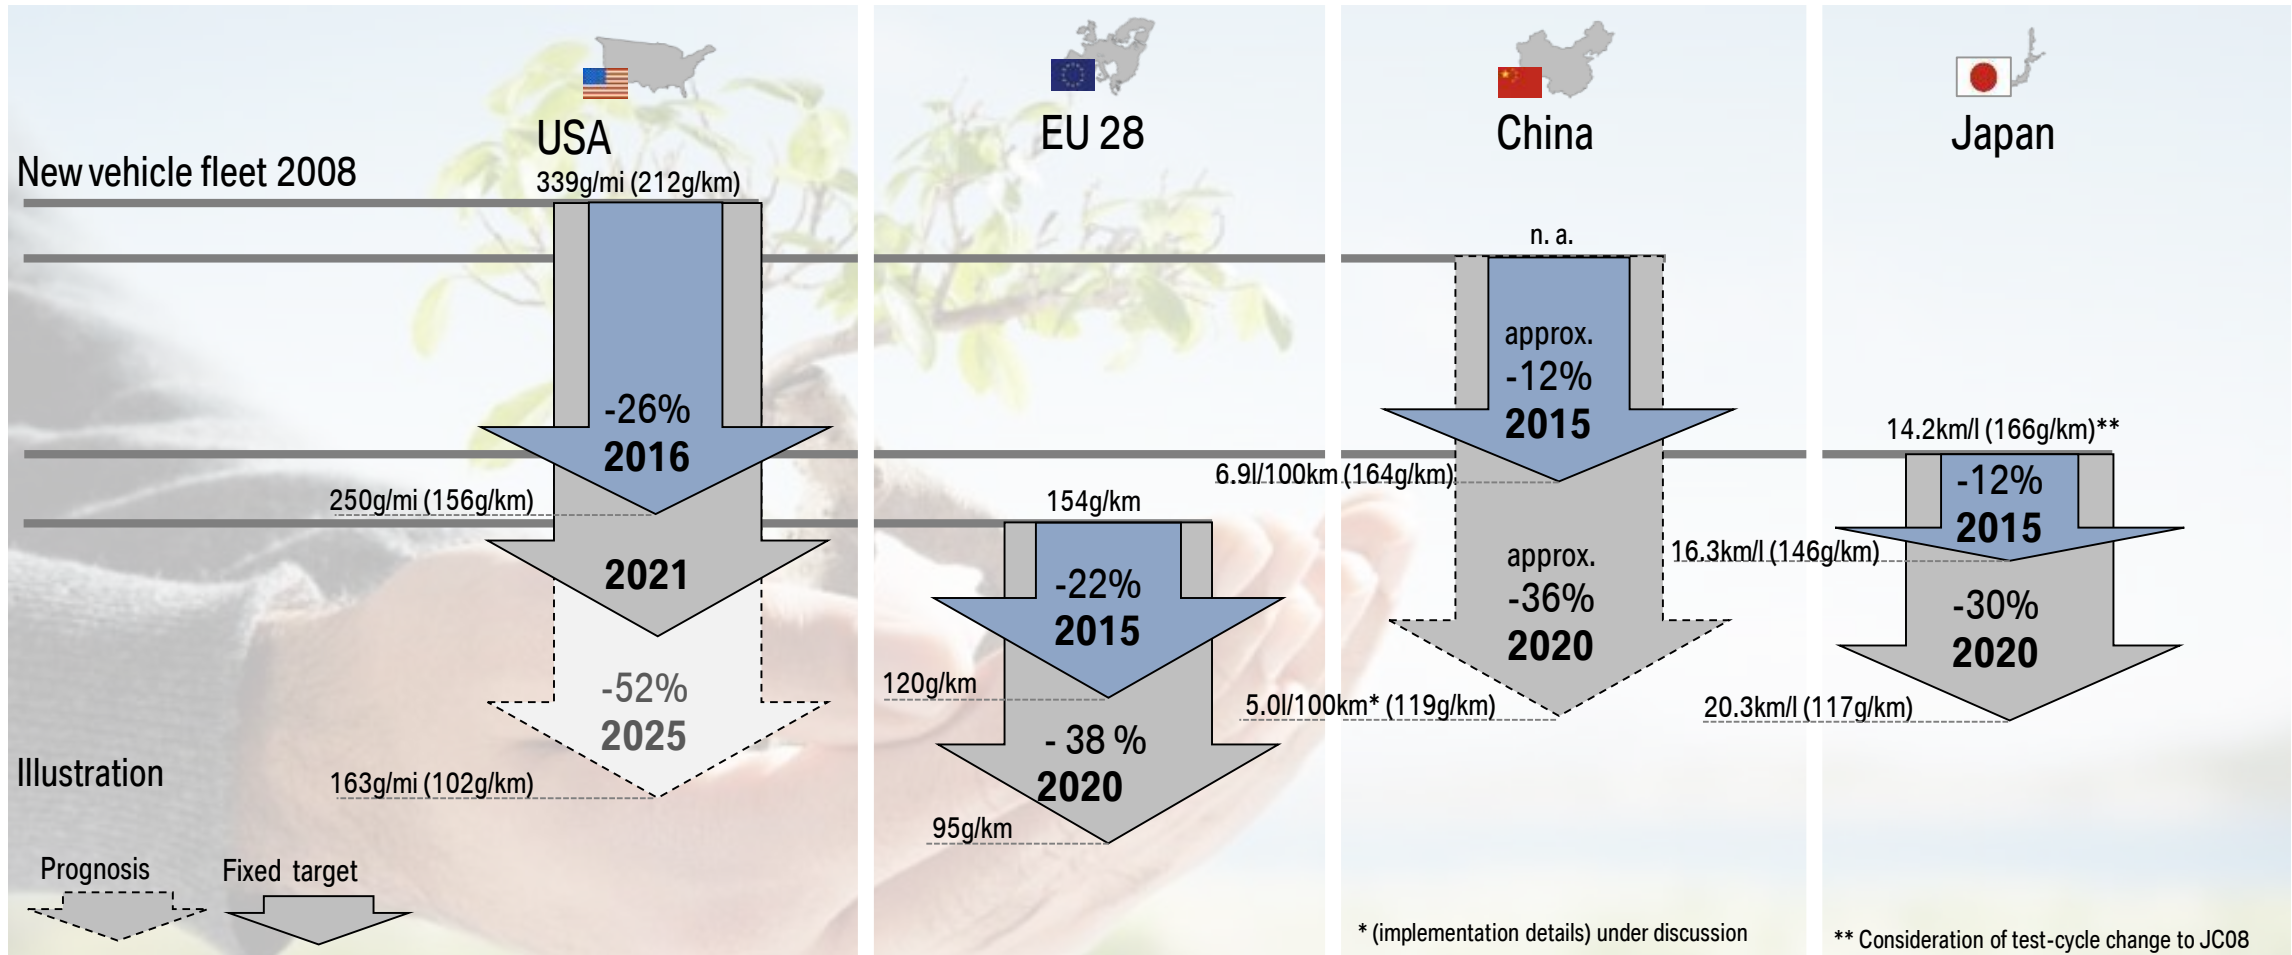 New vehicle fleet 2008
USA
339g/mi (212g/km)
-26%
2016
250g/mi (156g/km)
2021
-52%
2025
163g/mi (102g/km)
Illustration
Prognosis
Fixed target
EU 28
154g/km
-22%
2015
120g/km
- 38 %
2020
95g/km
China
n. a.
approx.
-12%
2015
6.9l/100km (164g/km)
approx.
-36%
2020
5.0l/100km* (119g/km)
* (implementation details) under discussion
Japan
14.2km/l (166g/km)**
-12%
2015
16.3km/l (146g/km)
-30%
2020
20.3km/l (117g/km)
** Consideration of test-cycle change to JC08